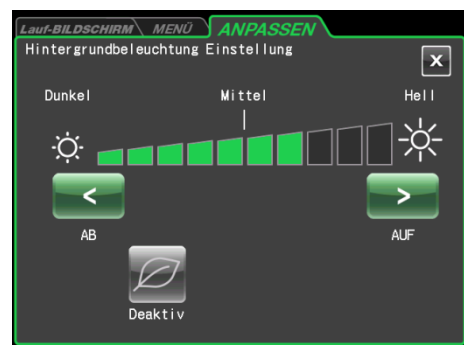 Lauf-BILDSCHIRM MENÜ ANPASSEN
Hintergrundbeleuchtung Einstellung
X
Dunkel Mittel Hell
< >
AB AUF
Deaktiv